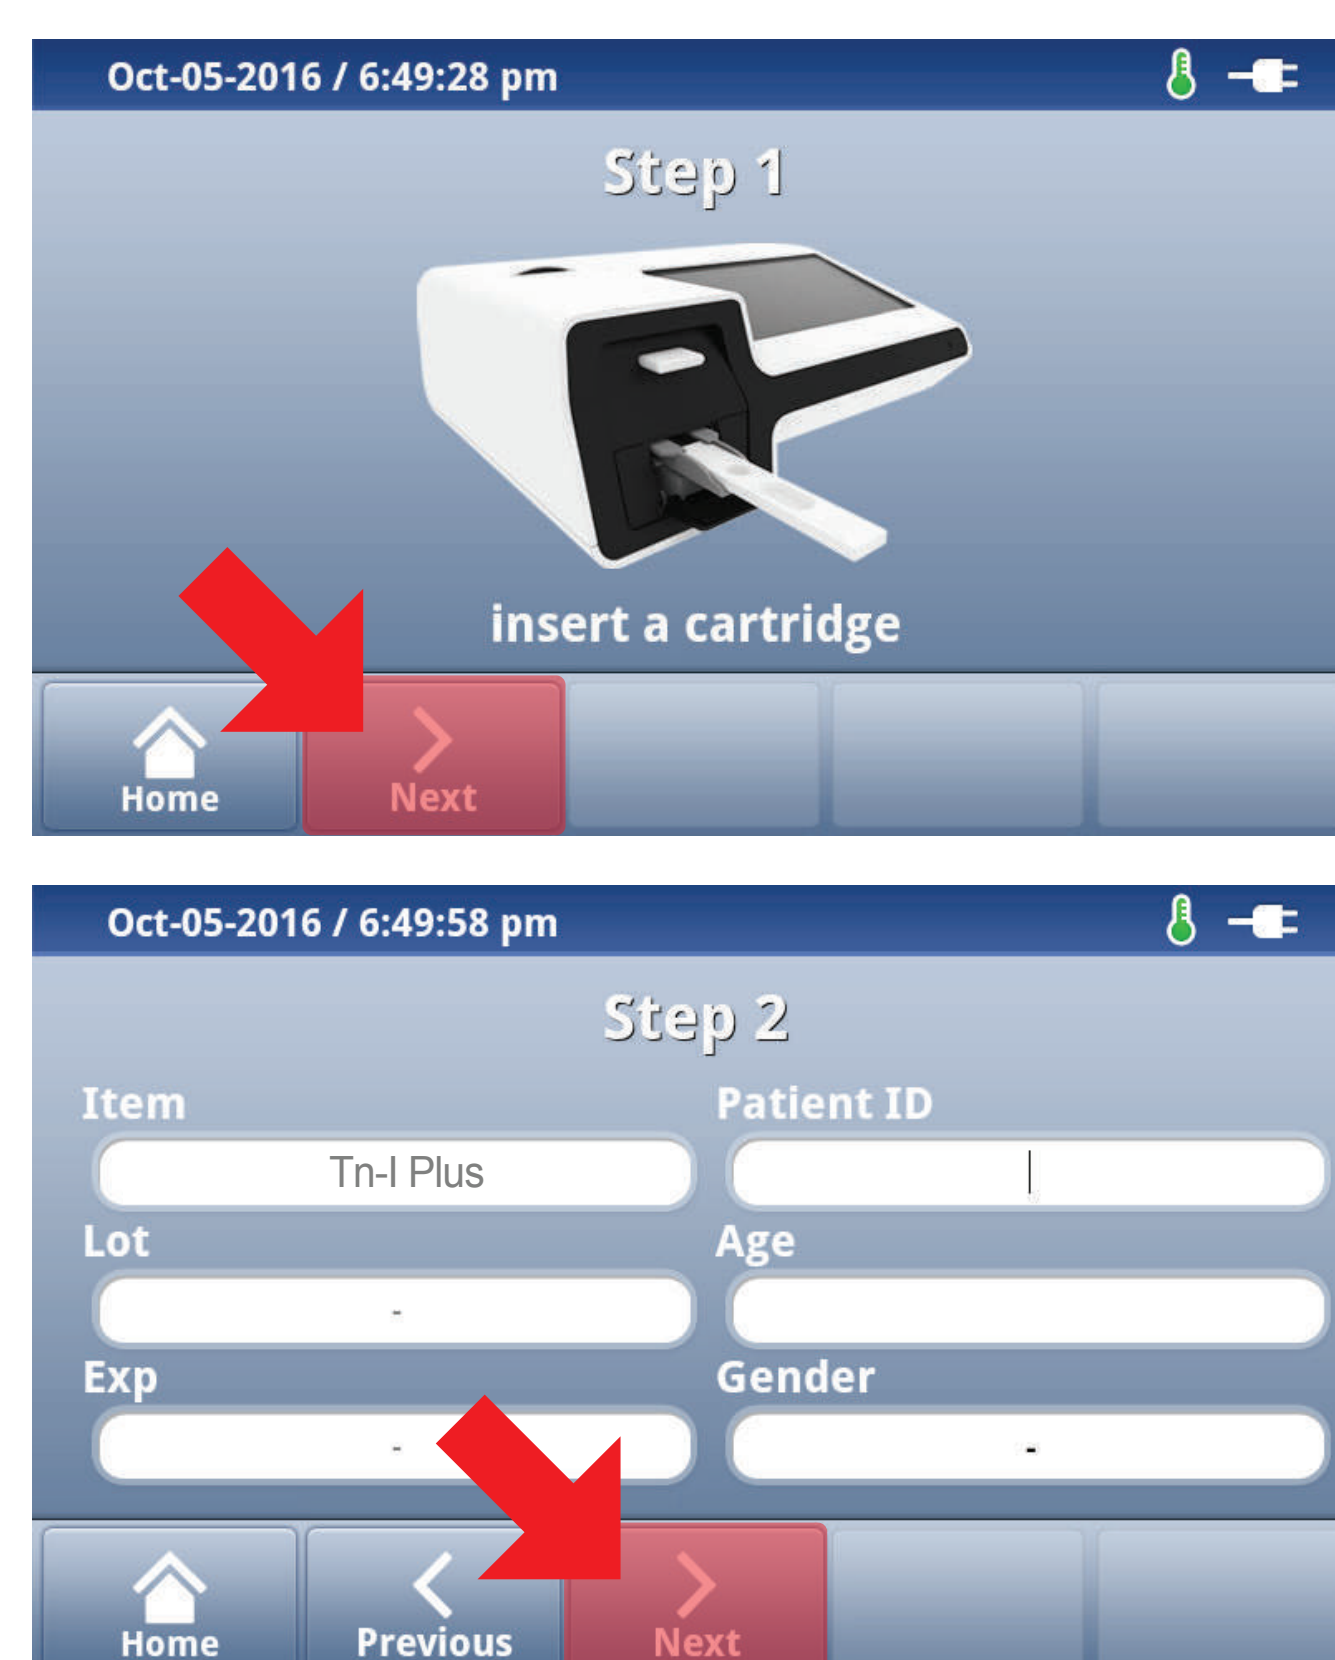 Oct-05-2016 / 6:49:28 pm
Step 1
insert a cartridge
Home Next
Oct-05-2016 / 6:49:58 pm
Step 2
Item Patient ID
Tn-I Plus
Lot Age
-
Exp Gender
- -
Home Previous Next